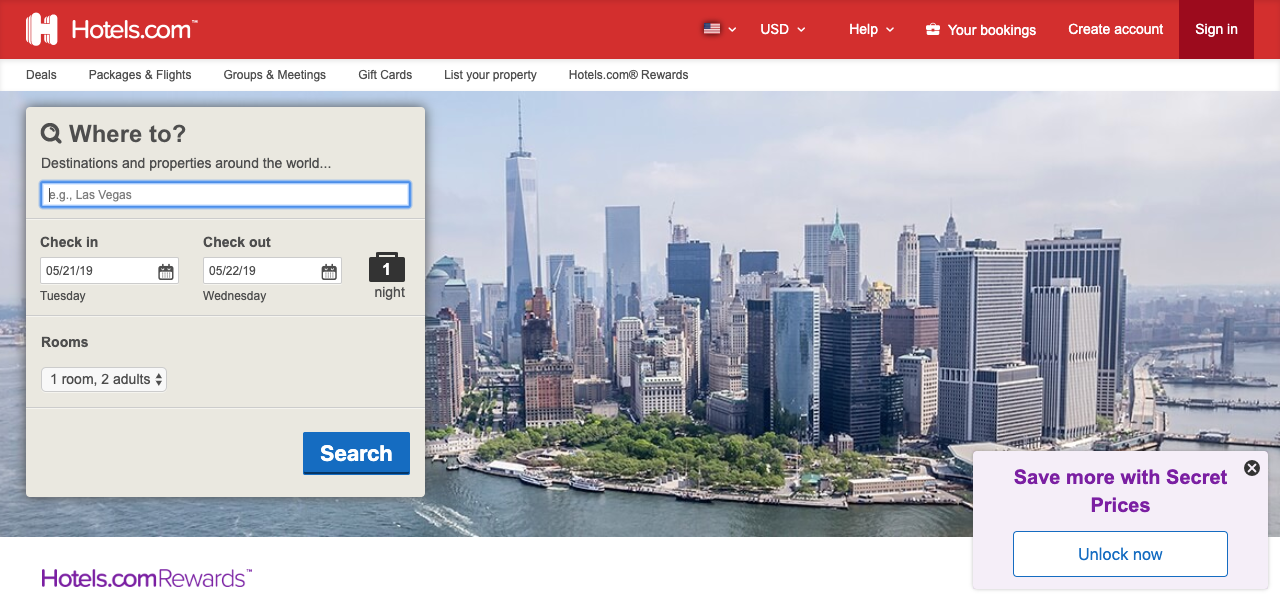 Hotels.com™
USD
Help
Your bookings
Create account
Sign in
Deals
Packages & Flights
Groups & Meetings
Gift Cards
List your property
Hotels.com® Rewards
Where to?
Destinations and properties around the world...
e.g., Las Vegas
Check in
Check out
05/21/19
05/22/19
1
Tuesday
Wednesday
night
Rooms
1 room, 2 adults
Search
Save more with Secret
Prices
Unlock now
Hotels.comRewards™